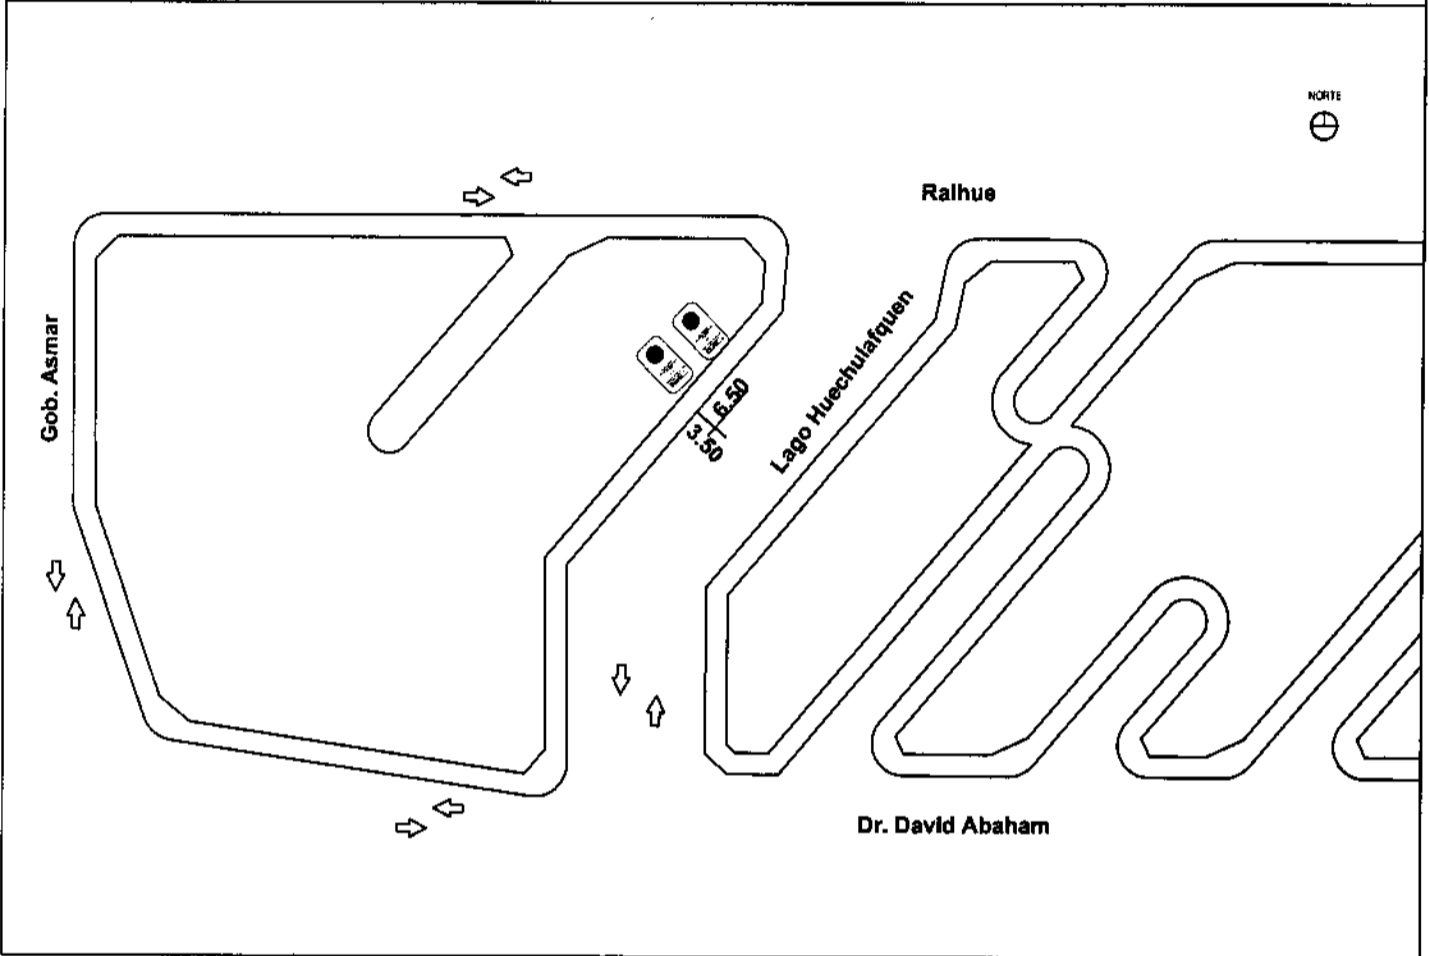 NORTE
Ralhue
Gob. Asmar
Lago Huechulafquen
6.50
3.50
Dr. David Abaham